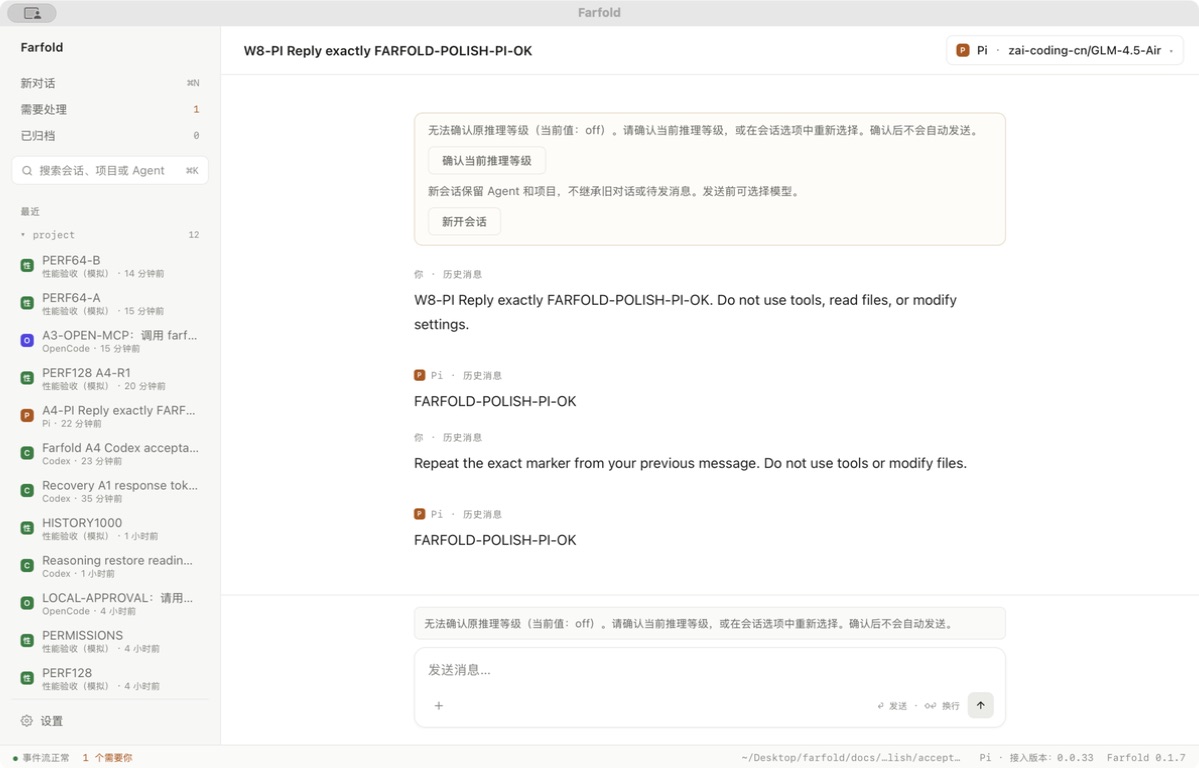 Farfold
Farfold
新对话 ⌘N
需要处理 1
已归档 0
搜索会话、项目或 Agent ⌘K
最近
project 12
性 PERF64-B
性能验收（模拟） · 14 分钟前
性 PERF64-A
性能验收（模拟） · 15 分钟前
O A3-OPEN-MCP：调用 farf…
OpenCode · 15 分钟前
性 PERF128 A4-R1
性能验收（模拟） · 20 分钟前
P A4-PI Reply exactly FARF…
Pi · 22 分钟前
C Farfold A4 Codex accepta…
Codex · 23 分钟前
C Recovery A1 response tok…
Codex · 35 分钟前
性 HISTORY1000
性能验收（模拟） · 1 小时前
C Reasoning restore readin…
Codex · 1 小时前
O LOCAL-APPROVAL：请用…
OpenCode · 4 小时前
性 PERMISSIONS
性能验收（模拟） · 4 小时前
性 PERF128
性能验收（模拟） · 4 小时前
设置
W8-PI Reply exactly FARFOLD-POLISH-PI-OK
P Pi · zai-coding-cn/GLM-4.5-Air
无法确认原推理等级（当前值：off）。请确认当前推理等级，或在会话选项中重新选择。确认后不会自动发送。
确认当前推理等级
新会话保留 Agent 和项目，不继承旧对话或待发消息。发送前可选择模型。
新开会话
你 · 历史消息
W8-PI Reply exactly FARFOLD-POLISH-PI-OK. Do not use tools, read files, or modify
settings.
P Pi · 历史消息
FARFOLD-POLISH-PI-OK
你 · 历史消息
Repeat the exact marker from your previous message. Do not use tools or modify files.
P Pi · 历史消息
FARFOLD-POLISH-PI-OK
无法确认原推理等级（当前值：off）。请确认当前推理等级，或在会话选项中重新选择。确认后不会自动发送。
发送消息…
+ ⏎ 发送 · ⇧⏎ 换行
事件流正常 1 个需要你 ~/Desktop/farfold/docs/…lish/accept… Pi · 接入版本：0.0.33 Farfold 0.1.7